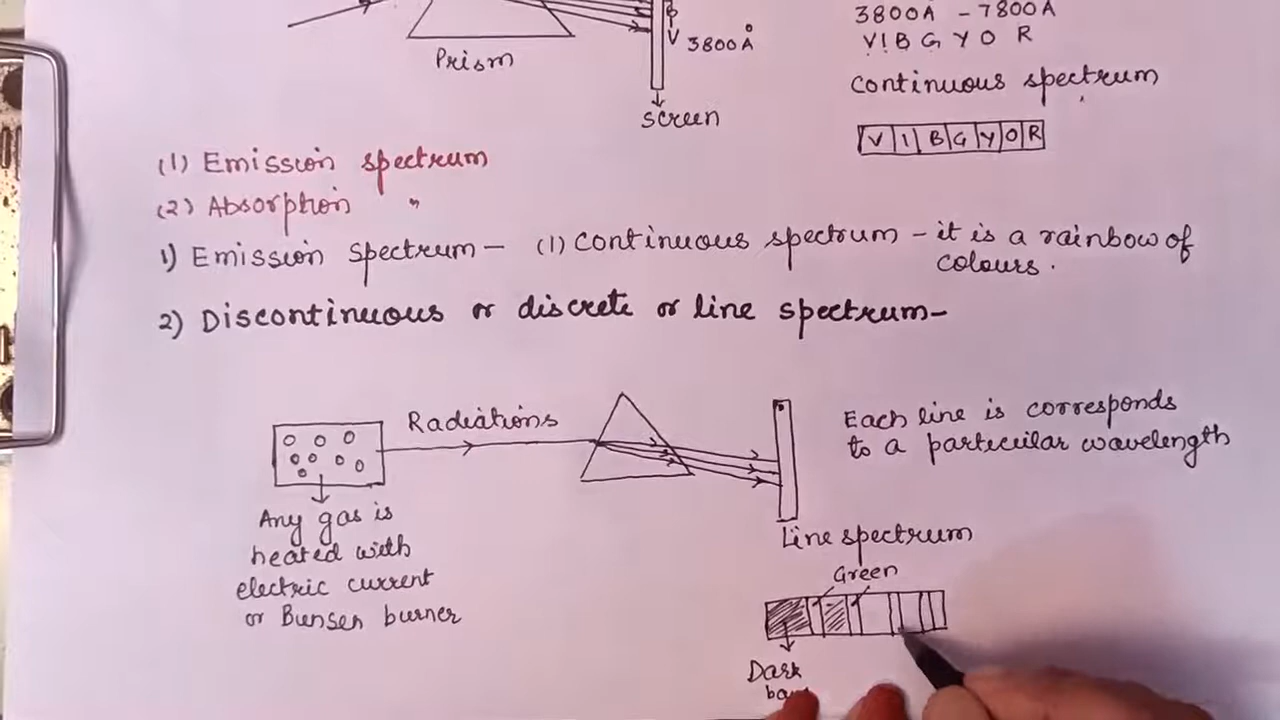 3800Å - 7800Å
VIBGYOR
V 3800Å
Prism
continuous spectrum
screen
V I B G Y O R
(1) Emission spectrum
(2) Absorption "
1) Emission spectrum - (1) continuous spectrum - it is a rainbow of
colours.
2) Discontinuous or discrete or line spectrum-
Radiations
Each line is corresponds
to a particular wavelength
Any gas is
heated with
electric current
or Bunsen burner
Line spectrum
Green
Dark